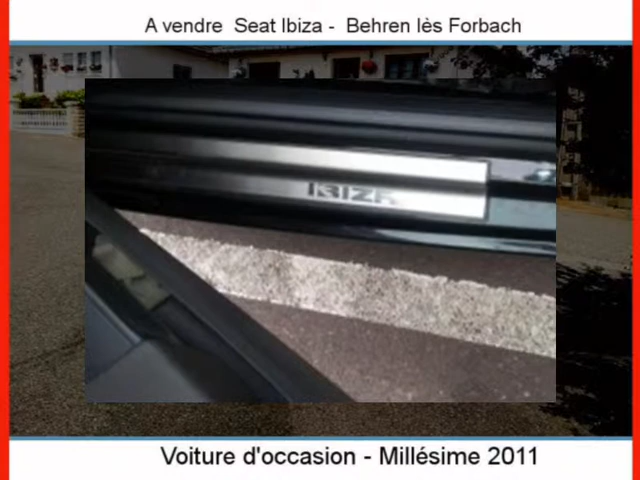 A vendre Seat Ibiza - Behren lès Forbach
IBIZA
Voiture d'occasion - Millésime 2011